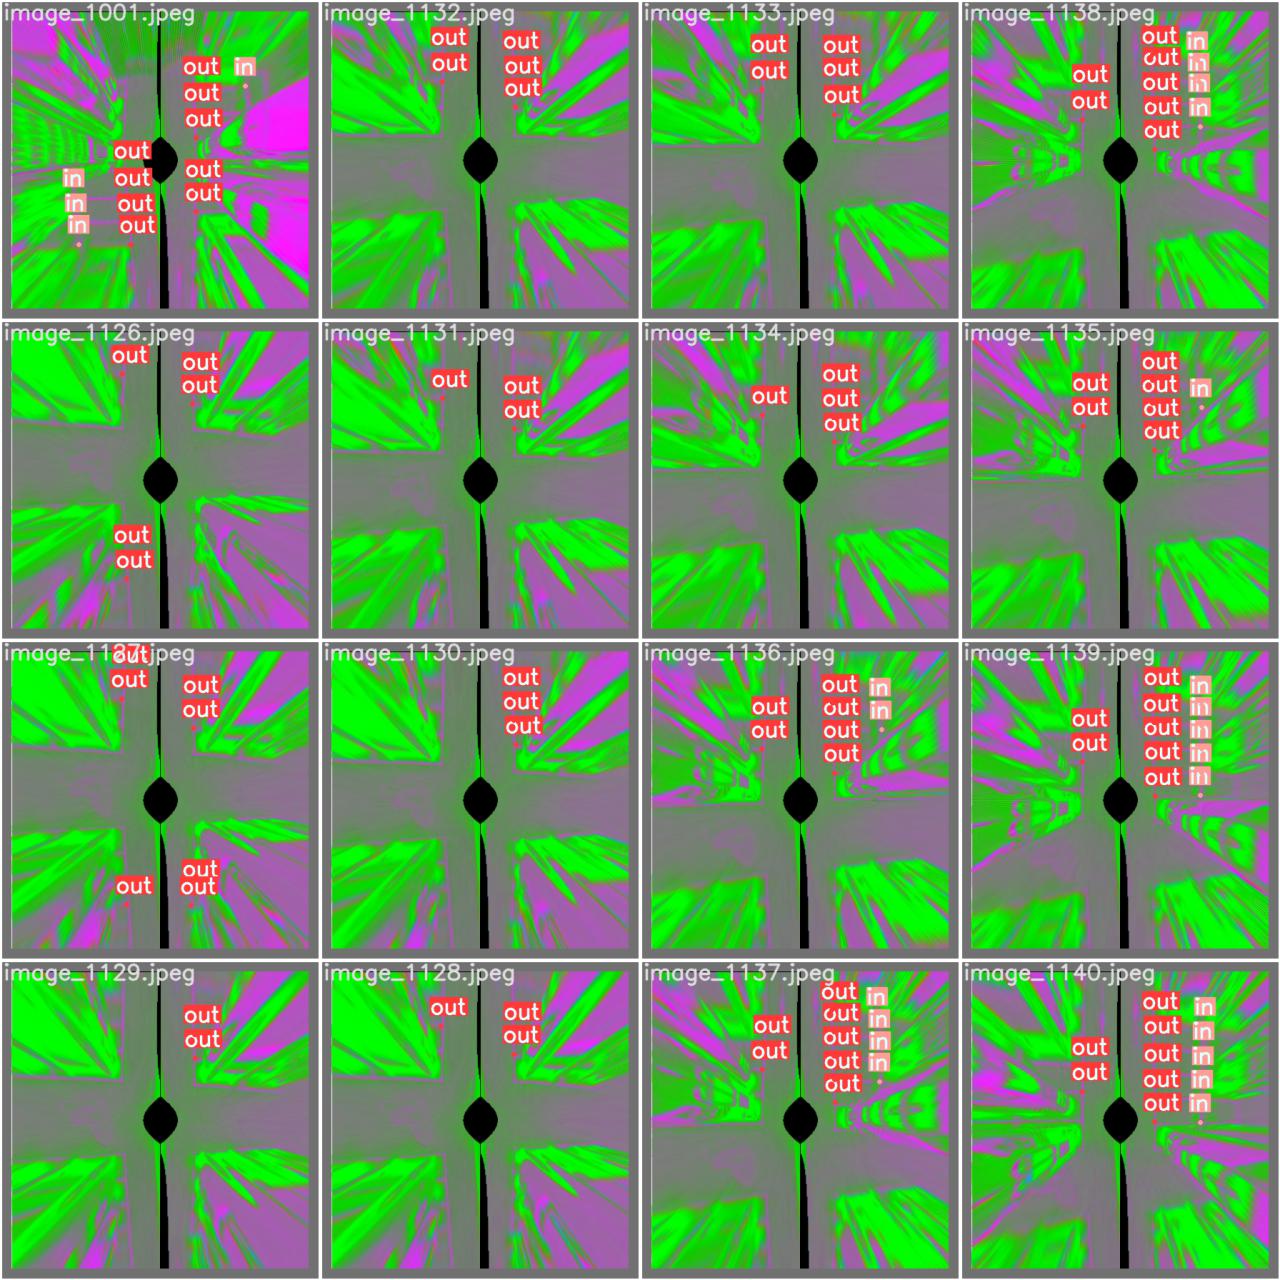 image_1001.jpeg
out in
out
out
out
in out
in out
in out
out
out
image_1132.jpeg
out
out
out
out
out
image_1133.jpeg
out
out
out
out
out
image_1138.jpeg
out in
out in
out in
out in
out
out
out
image_1126.jpeg
out
out
out
out
out
image_1131.jpeg
out
out
out
image_1134.jpeg
out
out
out
out
image_1135.jpeg
out
out
out in
out
out
out
image_1127.jpeg
out
out
out
out
out
out
out
image_1130.jpeg
out
out
out
image_1136.jpeg
out in
out in
out
out
out
out
image_1139.jpeg
out in
out in
out in
out in
out in
out
out
image_1129.jpeg
out
out
image_1128.jpeg
out
out
out
image_1137.jpeg
out in
out in
out in
out in
out
out
out
image_1140.jpeg
out in
out in
out in
out in
out in
out
out